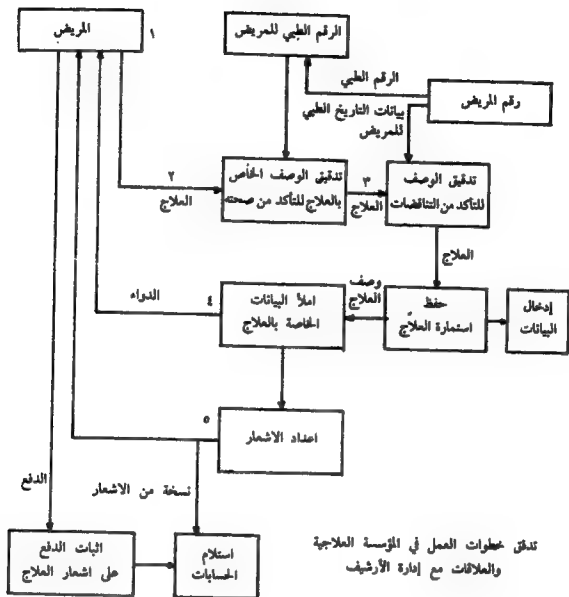 ١
المريض
الرقم الطبي للمريض
الرقم الطبي
رقم المريض
بيانات التاريخ الطبي
للمريض
٢
العلاج
تدقيق الوصف الخاص
بالعلاج للتأكد من صحته
٣
العلاج
تدقيق الوصف
للتأكد من التناقضات
العلاج
الدواء
٤
املأ البيانات
الخاصة بالعلاج
وصف
العلاج
حفظ
استمارة العلاج
إدخال
البيانات
٥
اعداد الاشعار
الدفع
نسخة من الاشعار
اثبات الدفع
على اشعار العلاج
استلام
الحسابات
تدفق خطوات العمل في المؤسسة العلاجية
والعلاقات مع إدارة الأرشيف